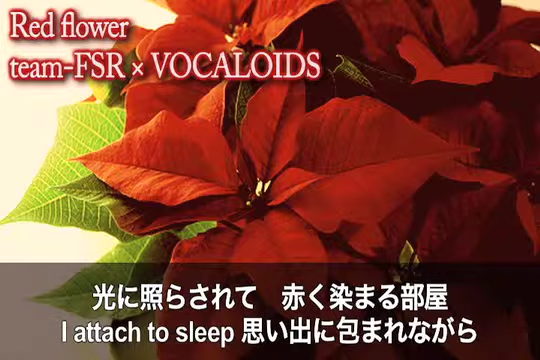 Red flower
team-FSR × VOCALOIDS
光に照らされて　赤く染まる部屋
I attach to sleep 思い出に包まれながら